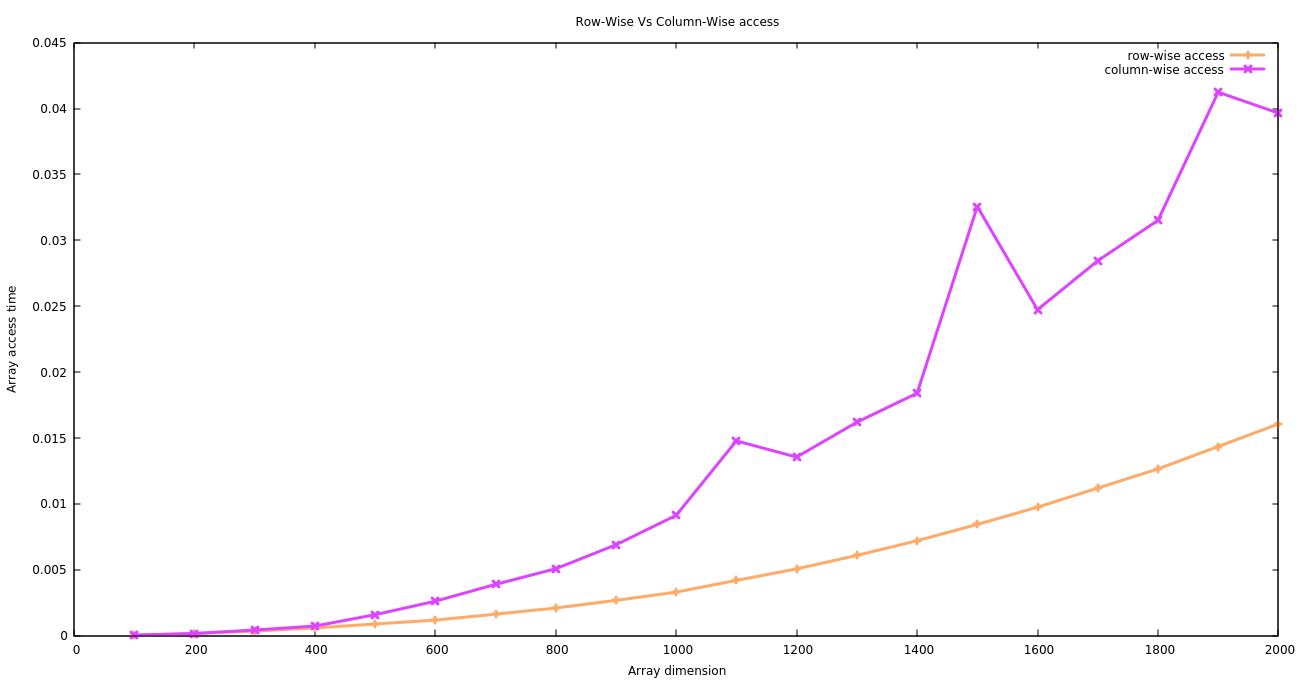 Row-Wise Vs Column-Wise access
row-wise access
column-wise access
0.045
0.04
0.035
0.03
0.025
0.02
0.015
0.01
0.005
0
Array access time
0 200 400 600 800 1000 1200 1400 1600 1800 2000
Array dimension